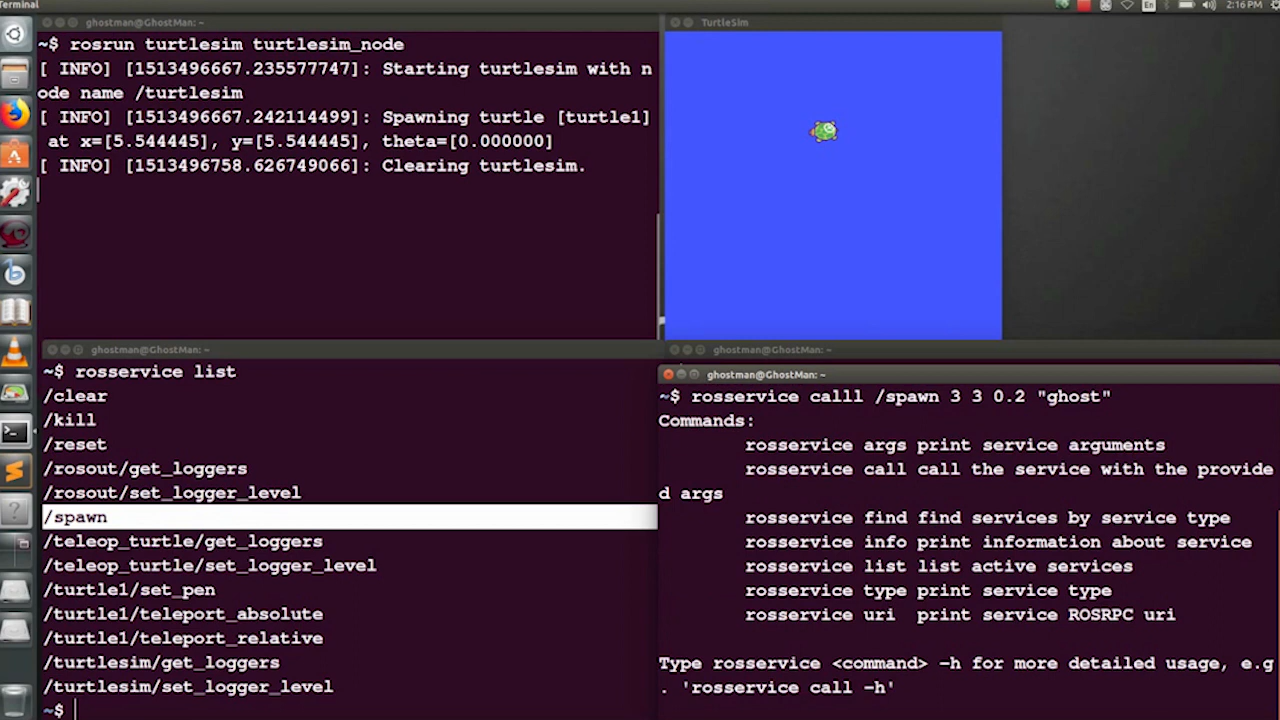 Terminal
En
2:16 PM
ghostman@GhostMan: ~
~$ rosrun turtlesim turtlesim_node
[ INFO] [1513496667.235577747]: Starting turtlesim with n
ode name /turtlesim
[ INFO] [1513496667.242114499]: Spawning turtle [turtle1]
 at x=[5.544445], y=[5.544445], theta=[0.000000]
[ INFO] [1513496758.626749066]: Clearing turtlesim.
TurtleSim
ghostman@GhostMan: ~
~$ rosservice list
/clear
/kill
/reset
/rosout/get_loggers
/rosout/set_logger_level
/spawn
/teleop_turtle/get_loggers
/teleop_turtle/set_logger_level
/turtle1/set_pen
/turtle1/teleport_absolute
/turtle1/teleport_relative
/turtlesim/get_loggers
/turtlesim/set_logger_level
~$
ghostman@GhostMan: ~
ghostman@GhostMan: ~
~$ rosservice calll /spawn 3 3 0.2 "ghost"
Commands:
rosservice args print service arguments
rosservice call call the service with the provide
d args
rosservice find find services by service type
rosservice info print information about service
rosservice list list active services
rosservice type print service type
rosservice uri  print service ROSRPC uri
Type rosservice <command> -h for more detailed usage, e.g
. 'rosservice call -h'